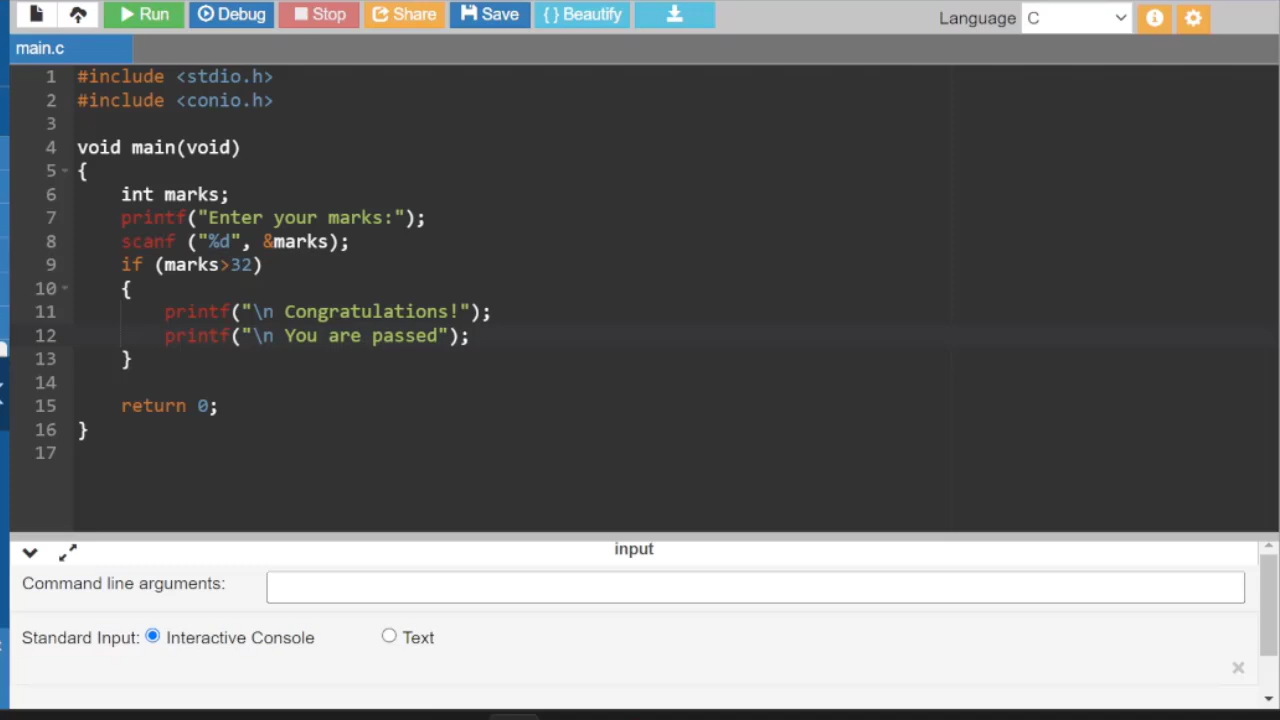 Run Debug Stop Share Save { } Beautify Language C
main.c
1 #include <stdio.h>
2 #include <conio.h>
3
4 void main(void)
5 {
6 int marks;
7 printf("Enter your marks:");
8 scanf ("%d", &marks);
9 if (marks>32)
10 {
11 printf("\n Congratulations!");
12 printf("\n You are passed");
13 }
14
15 return 0;
16 }
17
input
Command line arguments:
Standard Input: Interactive Console Text